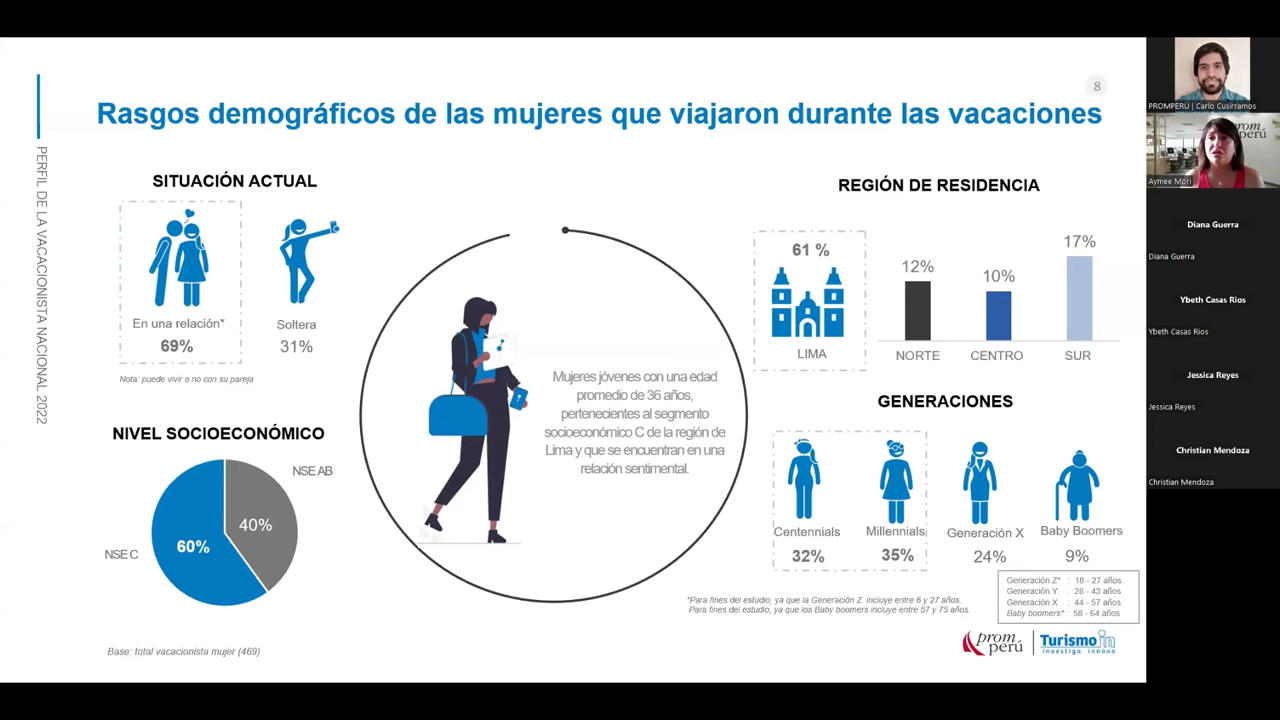 8
Rasgos demográficos de las mujeres que viajaron durante las vacaciones
PERFIL DE LA VACACIONISTA NACIONAL 2022
SITUACIÓN ACTUAL
En una relación*
69%
Soltera
31%
Nota: puede vivir o no con su pareja
NIVEL SOCIOECONÓMICO
NSE AB
40%
60%
NSE C
Mujeres jóvenes con una edad
promedio de 36 años,
pertenecientes al segmento
socioeconómico C de la región de
Lima y que se encuentran en una
relación sentimental.
REGIÓN DE RESIDENCIA
61 %
LIMA
12%
NORTE
10%
CENTRO
17%
SUR
GENERACIONES
Centennials
32%
Millennials
35%
Generación X
24%
Baby Boomers
9%
Generación Z* : 18 - 27 años
Generación Y : 28 - 43 años
Generación X : 44 - 57 años
Baby boomers* : 58 - 64 años
*Para fines del estudio, ya que la Generación Z incluye entre 6 y 27 años.
Para fines del estudio, ya que los Baby boomers incluye entre 57 y 75 años.
Base: total vacacionista mujer (469)
prom
perú
Turismo in
investiga innova
PROMPERÚ | Carlo Cusirramos
prom
perú
Aymee Mori
Diana Guerra
Diana Guerra
Ybeth Casas Rios
Ybeth Casas Rios
Jessica Reyes
Jessica Reyes
Christian Mendoza
Christian Mendoza